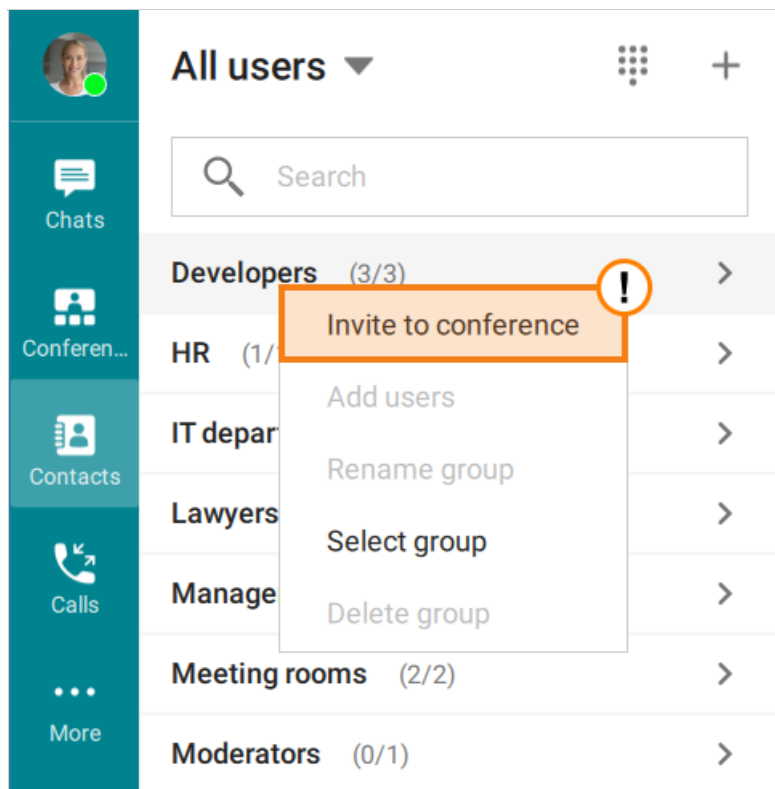 All users
Search
Chats
Developers (3/3)
!
Invite to conference
Conferen...
HR (1/
Add users
IT depar
Rename group
Contacts
Lawyers
Select group
Calls
Manage
Delete group
Meeting rooms (2/2)
More
Moderators (0/1)